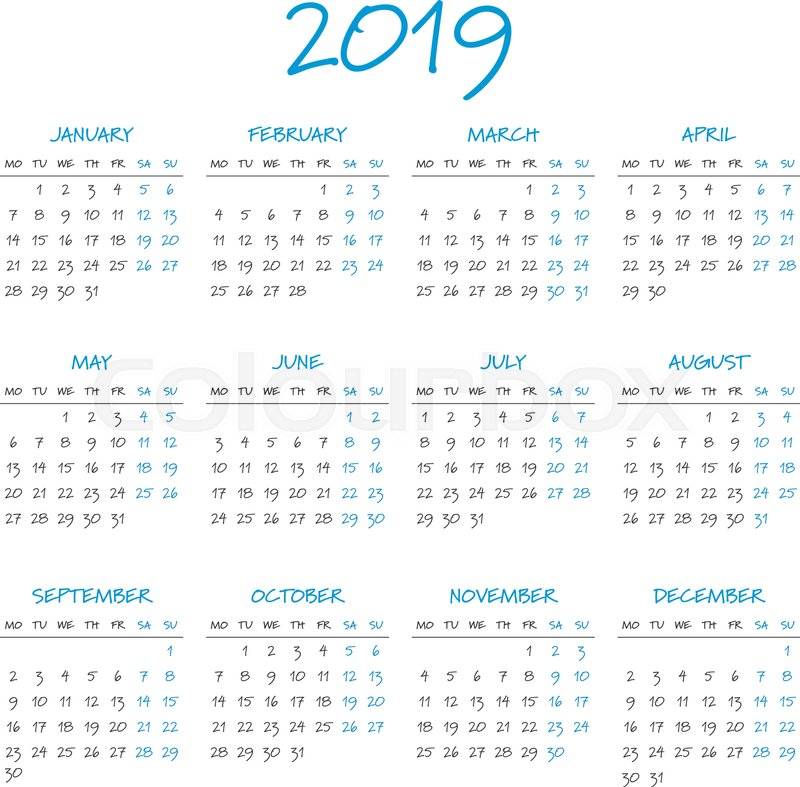 2019
JANUARY
MO TU WE TH FR SA SU
1 2 3 4 5 6
7 8 9 10 11 12 13
14 15 16 17 18 19 20
21 22 23 24 25 26 27
28 29 30 31
FEBRUARY
MO TU WE TH FR SA SU
1 2 3
4 5 6 7 8 9 10
11 12 13 14 15 16 17
18 19 20 21 22 23 24
25 26 27 28
MARCH
MO TU WE TH FR SA SU
1 2 3
4 5 6 7 8 9 10
11 12 13 14 15 16 17
18 19 20 21 22 23 24
25 26 27 28 29 30 31
APRIL
MO TU WE TH FR SA SU
1 2 3 4 5 6 7
8 9 10 11 12 13 14
15 16 17 18 19 20 21
22 23 24 25 26 27 28
29 30
MAY
MO TU WE TH FR SA SU
1 2 3 4 5
6 7 8 9 10 11 12
13 14 15 16 17 18 19
20 21 22 23 24 25 26
27 28 29 30 31
JUNE
MO TU WE TH FR SA SU
1 2
3 4 5 6 7 8 9
10 11 12 13 14 15 16
17 18 19 20 21 22 23
24 25 26 27 28 29 30
JULY
MO TU WE TH FR SA SU
1 2 3 4 5 6 7
8 9 10 11 12 13 14
15 16 17 18 19 20 21
22 23 24 25 26 27 28
29 30 31
AUGUST
MO TU WE TH FR SA SU
1 2 3 4
5 6 7 8 9 10 11
12 13 14 15 16 17 18
19 20 21 22 23 24 25
26 27 28 29 30 31
colourbox
SEPTEMBER
MO TU WE TH FR SA SU
1
2 3 4 5 6 7 8
9 10 11 12 13 14 15
16 17 18 19 20 21 22
23 24 25 26 27 28 29
30
OCTOBER
MO TU WE TH FR SA SU
1 2 3 4 5 6
7 8 9 10 11 12 13
14 15 16 17 18 19 20
21 22 23 24 25 26 27
28 29 30 31
NOVEMBER
MO TU WE TH FR SA SU
1 2 3
4 5 6 7 8 9 10
11 12 13 14 15 16 17
18 19 20 21 22 23 24
25 26 27 28 29 30
DECEMBER
MO TU WE TH FR SA SU
1
2 3 4 5 6 7 8
9 10 11 12 13 14 15
16 17 18 19 20 21 22
23 24 25 26 27 28 29
30 31